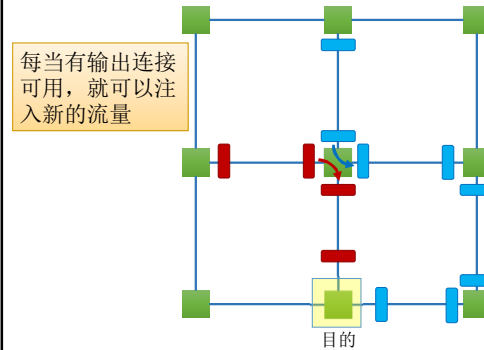 每当有输出连接
可用，就可以注
入新的流量
目的